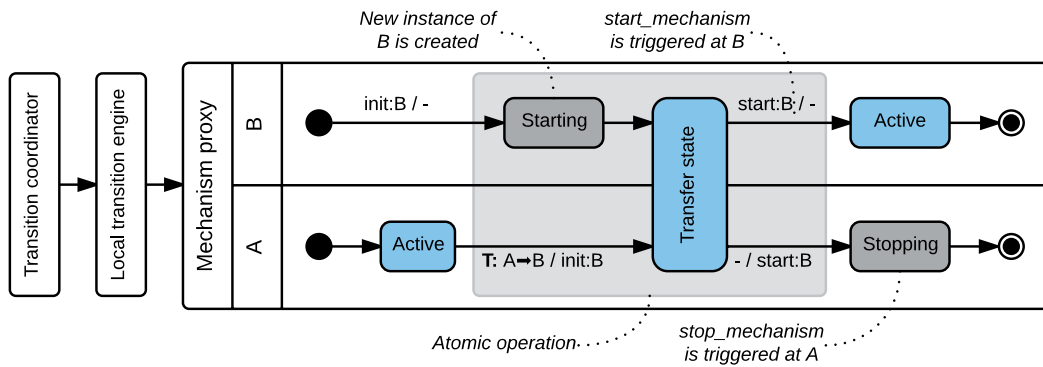 New instance of
B is created
start_mechanism
is triggered at B
Transition coordinator
Local transition engine
Mechanism proxy
B
init:B / -
Starting
Transfer state
start:B / -
Active
A
Active
T: A➡B / init:B
- / start:B
Stopping
Atomic operation
stop_mechanism
is triggered at A